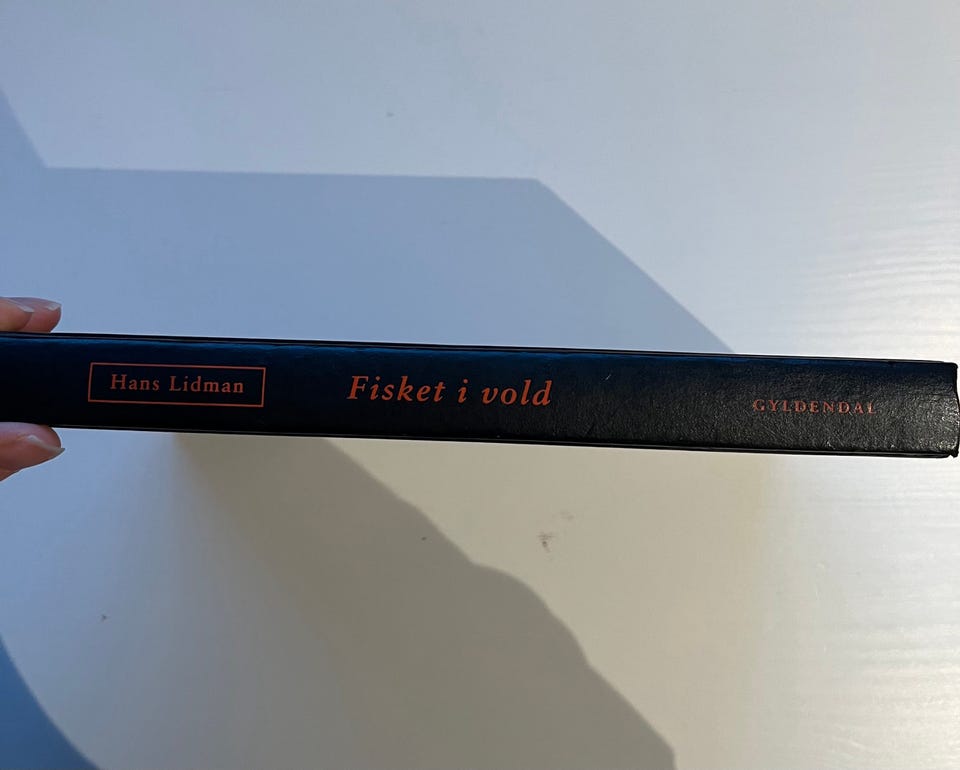 Hans Lidman
Fisket i vold
GYLDENDAL